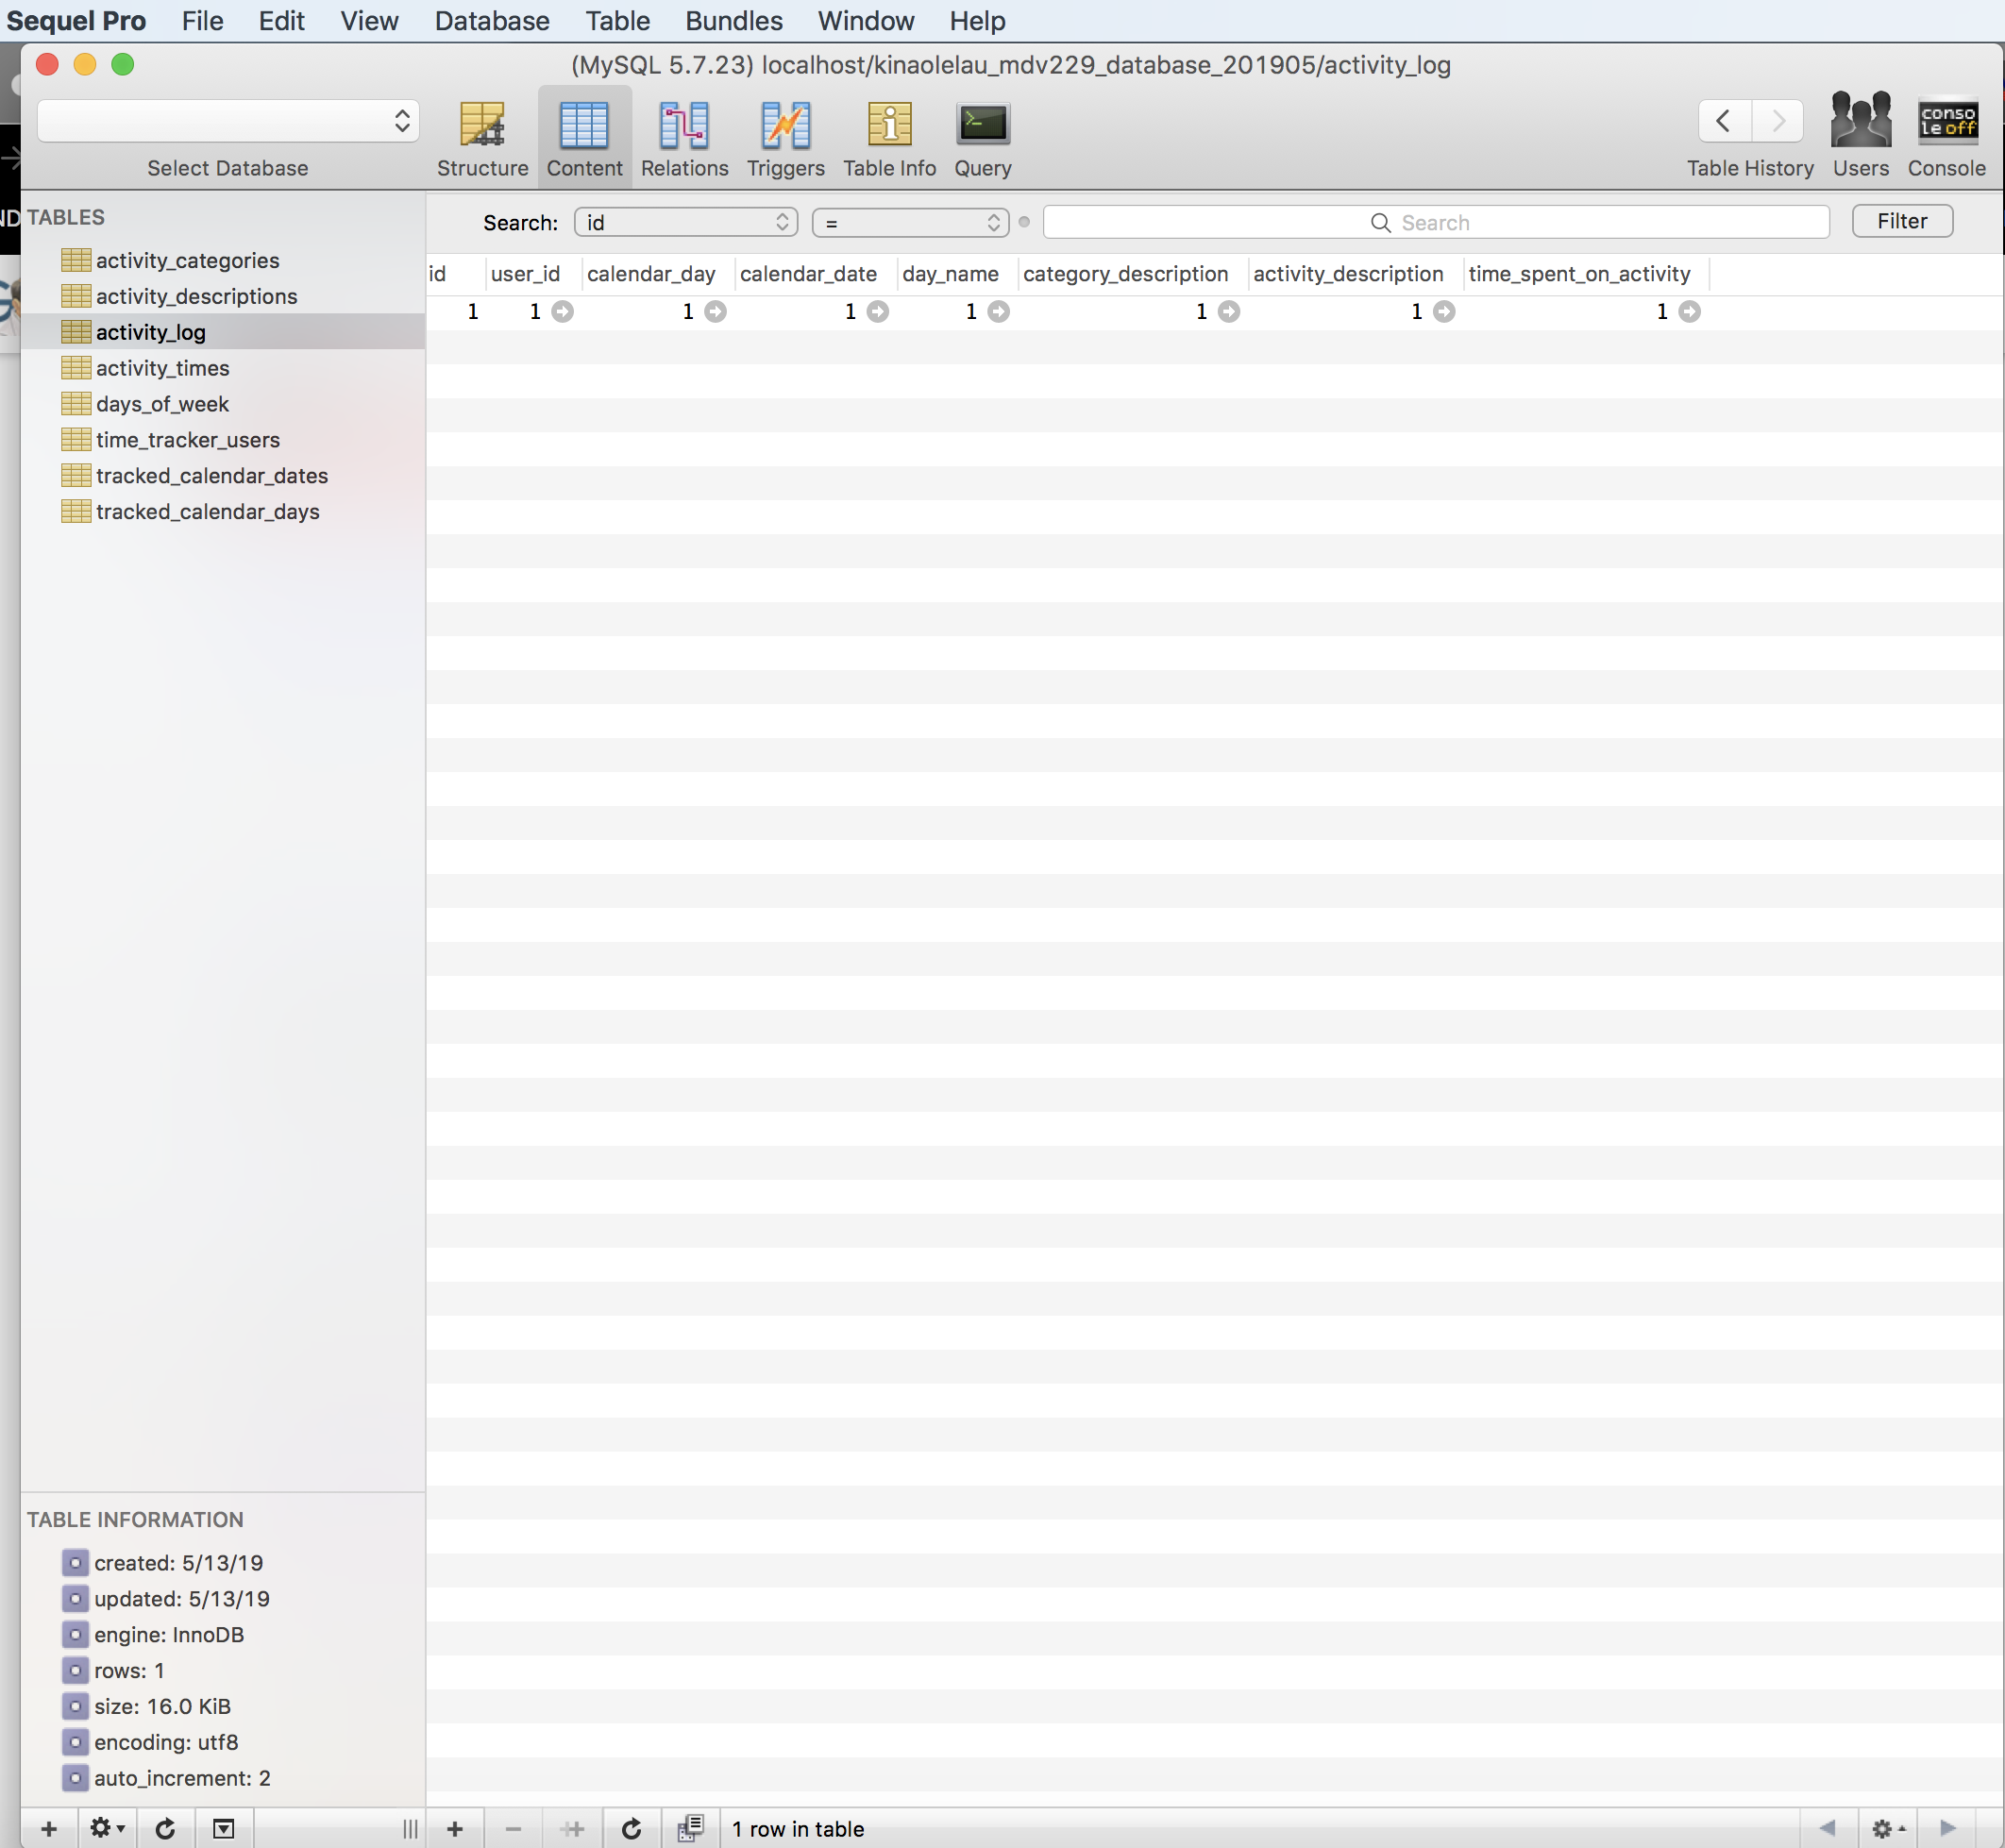 Sequel Pro File Edit View Database Table Bundles Window Help
(MySQL 5.7.23) localhost/kinaolelau_mdv229_database_201905/activity_log
conso
le off
Select Database Structure Content Relations Triggers Table Info Query Table History Users Console
ND
TABLES
Search: id = Search Filter
activity_categories
activity_descriptions
activity_log
activity_times
days_of_week
time_tracker_users
tracked_calendar_dates
tracked_calendar_days
id user_id calendar_day calendar_date day_name category_description activity_description time_spent_on_activity
1 1 1 1 1 1 1 1
TABLE INFORMATION
created: 5/13/19
updated: 5/13/19
engine: InnoDB
rows: 1
size: 16.0 KiB
encoding: utf8
auto_increment: 2
1 row in table